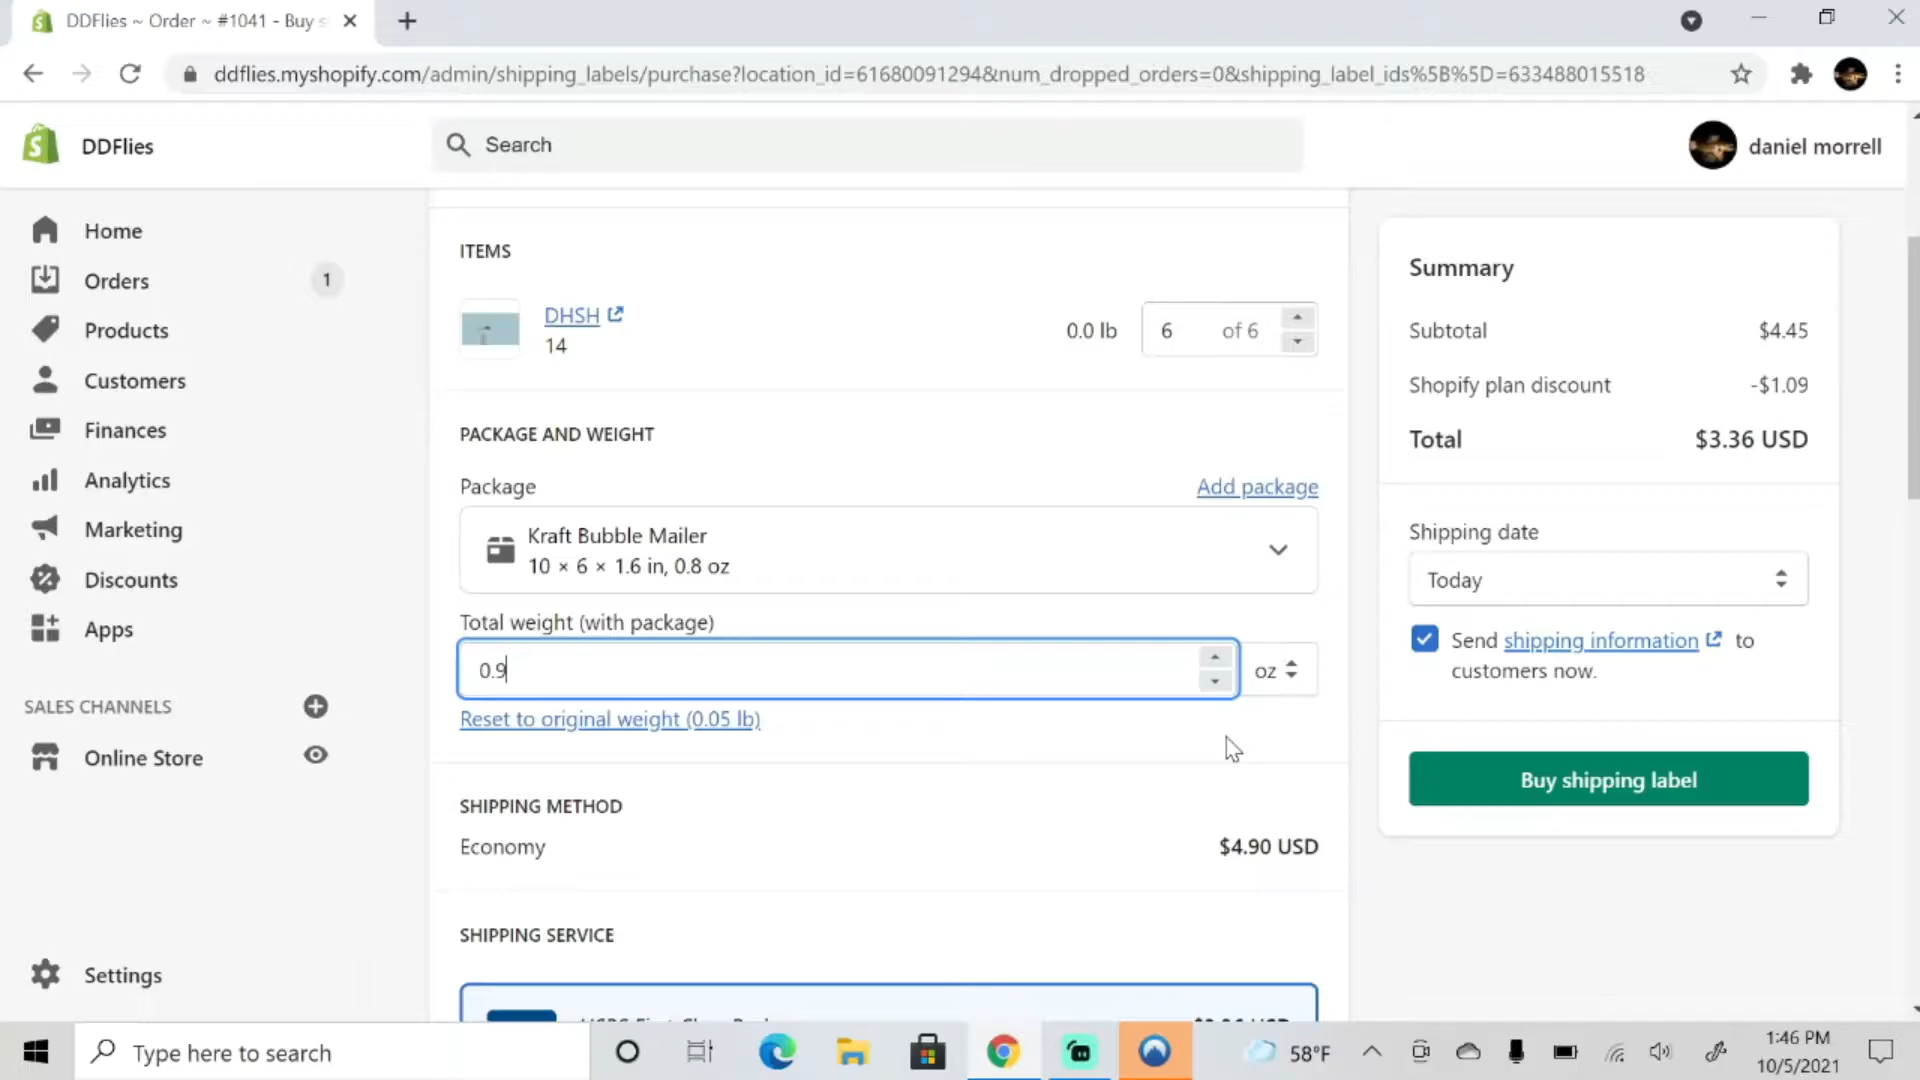 DDFlies ~ Order ~ #1041 - Buy s
ddflies.myshopify.com/admin/shipping_labels/purchase?location_id=61680091294&num_dropped_orders=0&shipping_label_ids%5B%5D=633488015518
DDFlies
Search
daniel morrell
Home
Orders 1
Products
Customers
Finances
Analytics
Marketing
Discounts
Apps
SALES CHANNELS
Online Store
Settings
ITEMS
DHSH
14
0.0 lb
6 of 6
PACKAGE AND WEIGHT
Package Add package
Kraft Bubble Mailer
10 × 6 × 1.6 in, 0.8 oz
Total weight (with package)
0.9 oz
Reset to original weight (0.05 lb)
SHIPPING METHOD
Economy $4.90 USD
SHIPPING SERVICE
Summary
Subtotal $4.45
Shopify plan discount -$1.09
Total $3.36 USD
Shipping date
Today
Send shipping information to
customers now.
Buy shipping label
Type here to search
58°F
1:46 PM
10/5/2021